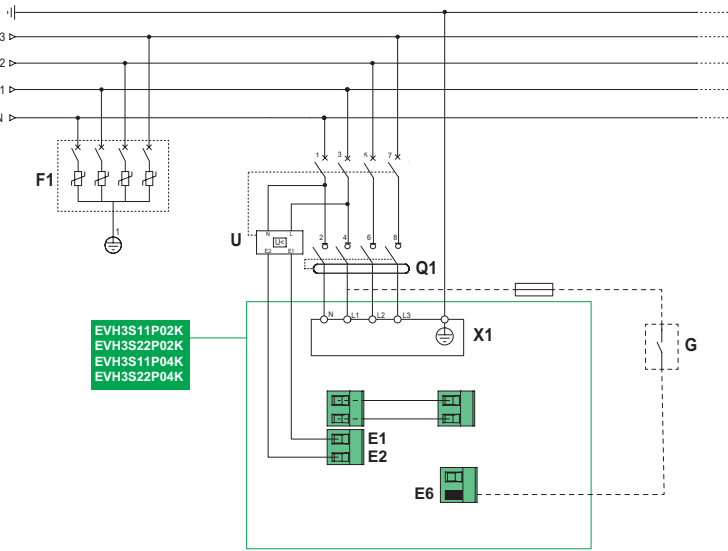 3
2
1
N
1 3 5 7
F1
1
N L
U
U<
E2 E1
2 4 6 8
Q1
N L1 L2 L3
X1
EVH3S11P02K
EVH3S22P02K
EVH3S11P04K
EVH3S22P04K
G
E1
E2
E6